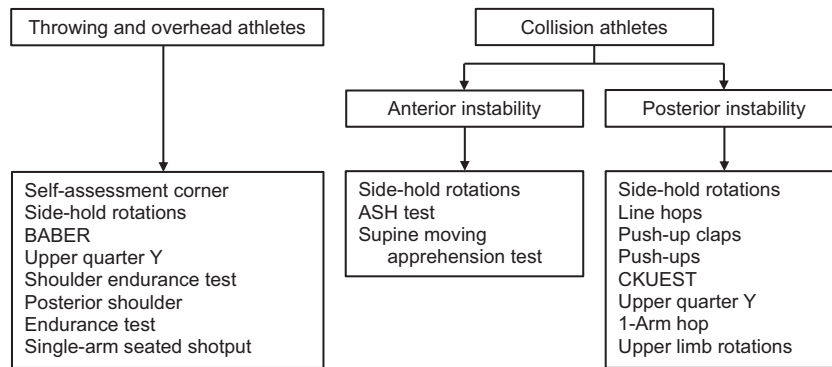 Throwing and overhead athletes
Collision athletes
Anterior instability
Posterior instability
Self-assessment corner
Side-hold rotations
BABER
Upper quarter Y
Shoulder endurance test
Posterior shoulder
Endurance test
Single-arm seated shotput
Side-hold rotations
ASH test
Supine moving
apprehension test
Side-hold rotations
Line hops
Push-up claps
Push-ups
CKUEST
Upper quarter Y
1-Arm hop
Upper limb rotations